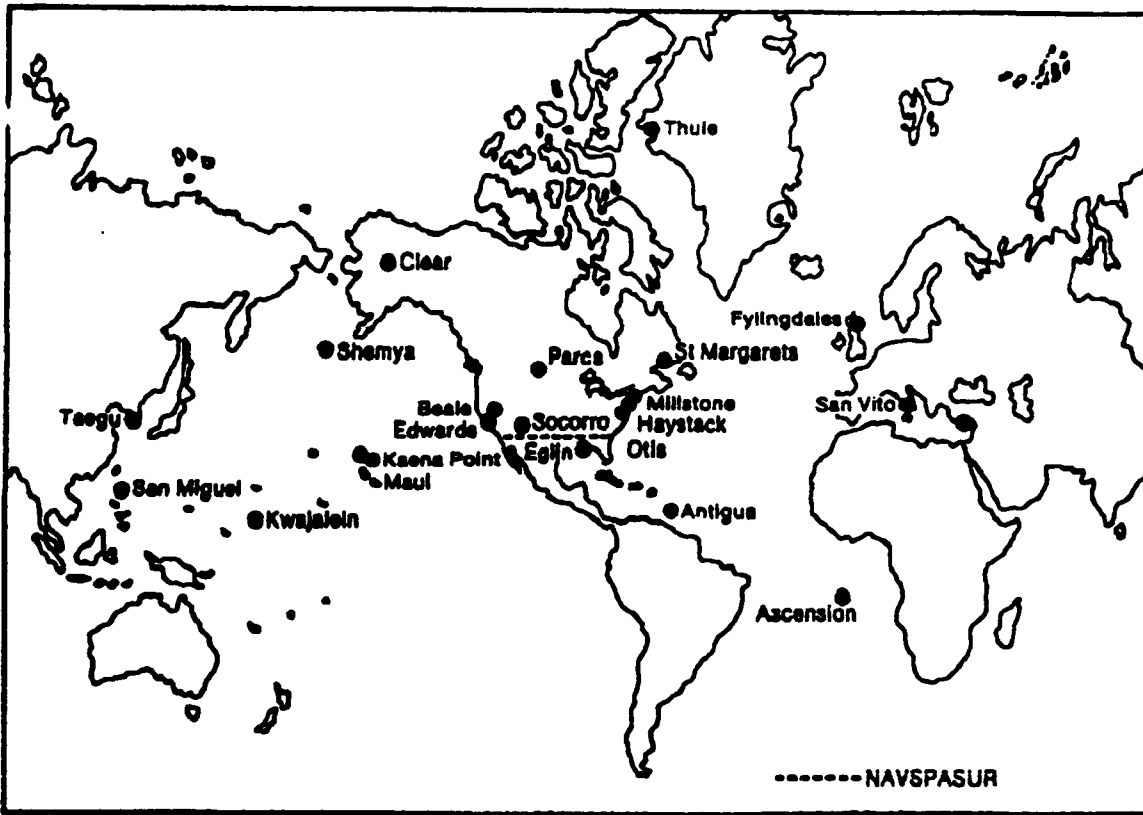 Thule
Clear
Fylingdales
Shemya
Parcs
St Margarets
Taegu
Beale
Edwards
Socorro
Millstone
Haystack
San Vito
Kaena Point
Eglin
Otis
Maui
San Miguel
Kwajalein
Antigua
Ascension
NAVSPASUR